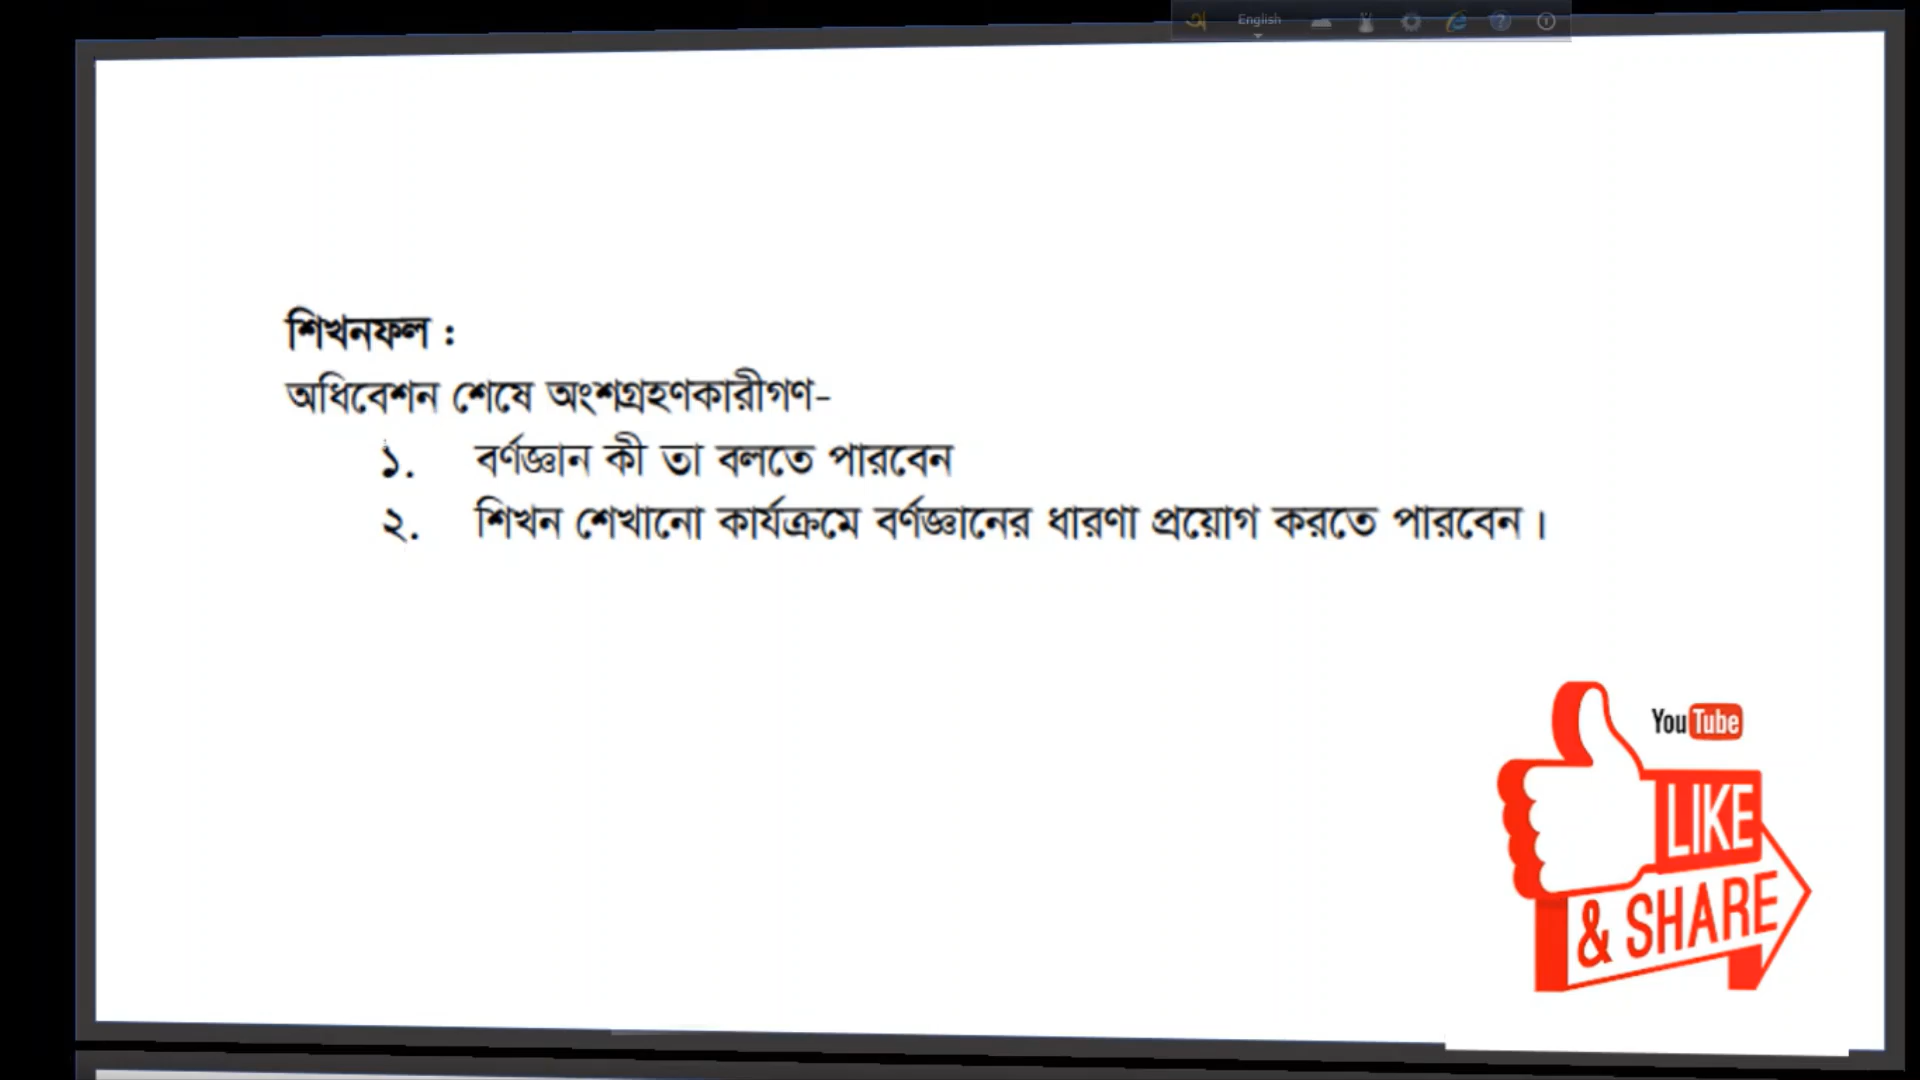 English
শিখনফল :
অধিবেশন শেষে অংশগ্রহণকারীগণ-
১. বর্ণজ্ঞান কী তা বলতে পারবেন
২. শিখন শেখানো কার্যক্রমে বর্ণজ্ঞানের ধারণা প্রয়োগ করতে পারবেন।
YouTube
LIKE
& SHARE